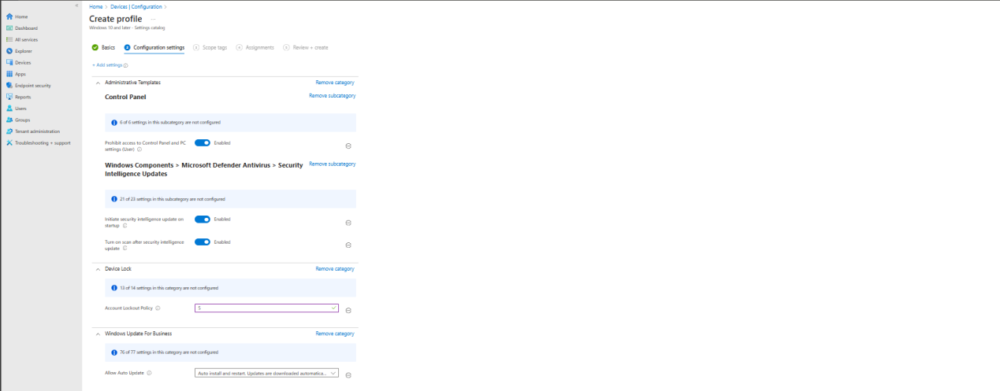 Home > Devices | Configuration >
Create profile ...
Windows 10 and later - Settings catalog
Home
Dashboard
All services
Explorer
Devices
Apps
Endpoint security
Reports
Users
Groups
Tenant administration
Troubleshooting + support
Basics 2 Configuration settings 3 Scope tags 4 Assignments 5 Review + create
+ Add settings
Administrative Templates Remove category
Control Panel Remove subcategory
6 of 6 settings in this subcategory are not configured
Prohibit access to Control Panel and PC
settings (User) Enabled
Windows Components > Microsoft Defender Antivirus > Security
Intelligence Updates Remove subcategory
21 of 23 settings in this subcategory are not configured
Initiate security intelligence update on
startup Enabled
Turn on scan after security intelligence
update Enabled
Device Lock Remove category
13 of 14 settings in this category are not configured
Account Lockout Policy 5
Windows Update For Business Remove category
76 of 77 settings in this category are not configured
Allow Auto Update Auto install and restart. Updates are downloaded automatica...